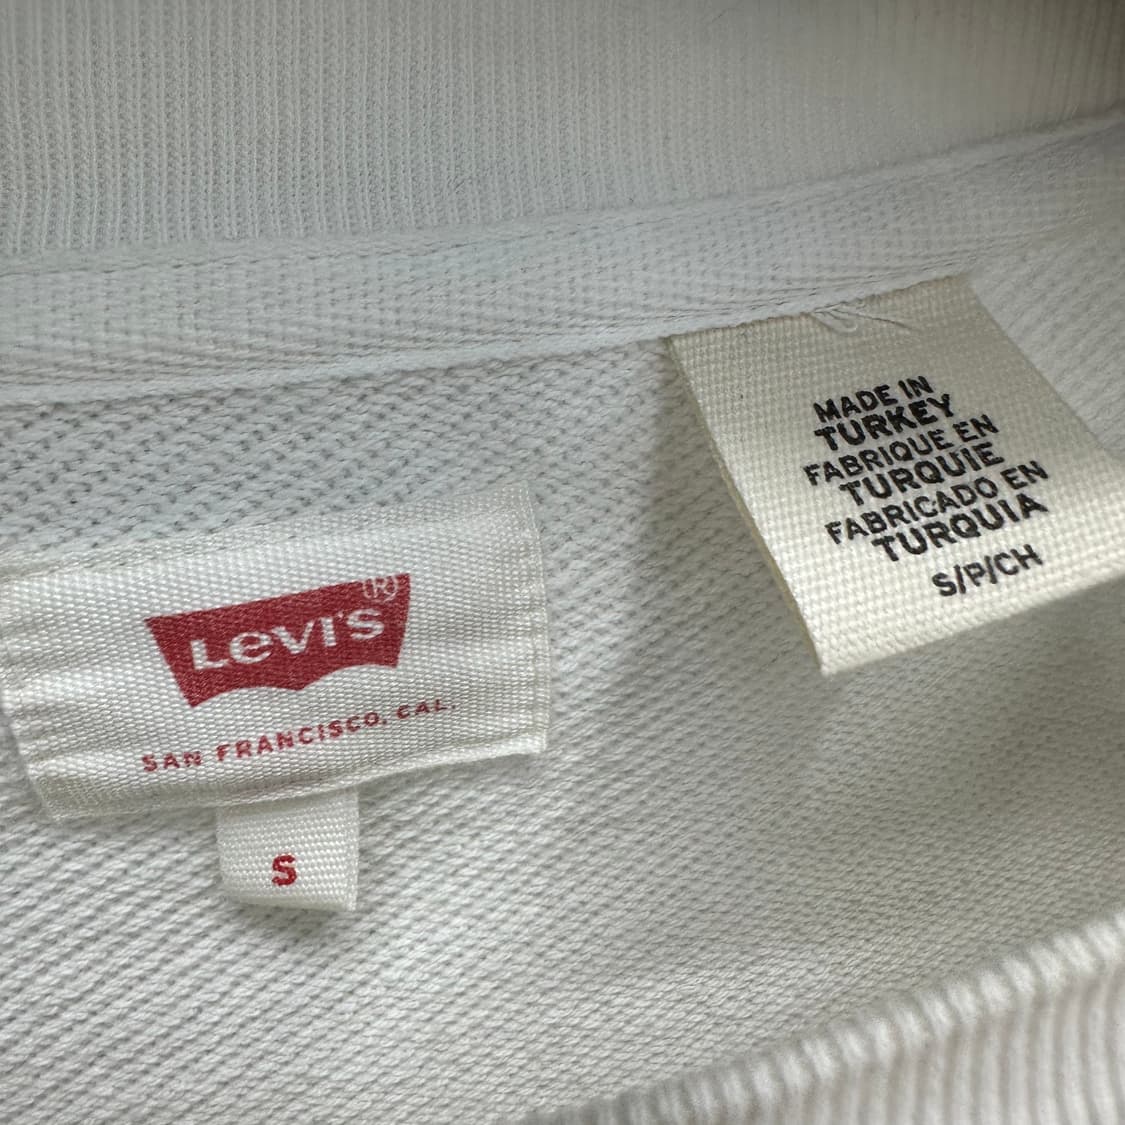 Levi's
(R)
SAN FRANCISCO, CAL.
S
MADE IN
TURKEY
FABRIQUE EN
TURQUIE
FABRICADO EN
TURQUIA
S/P/CH